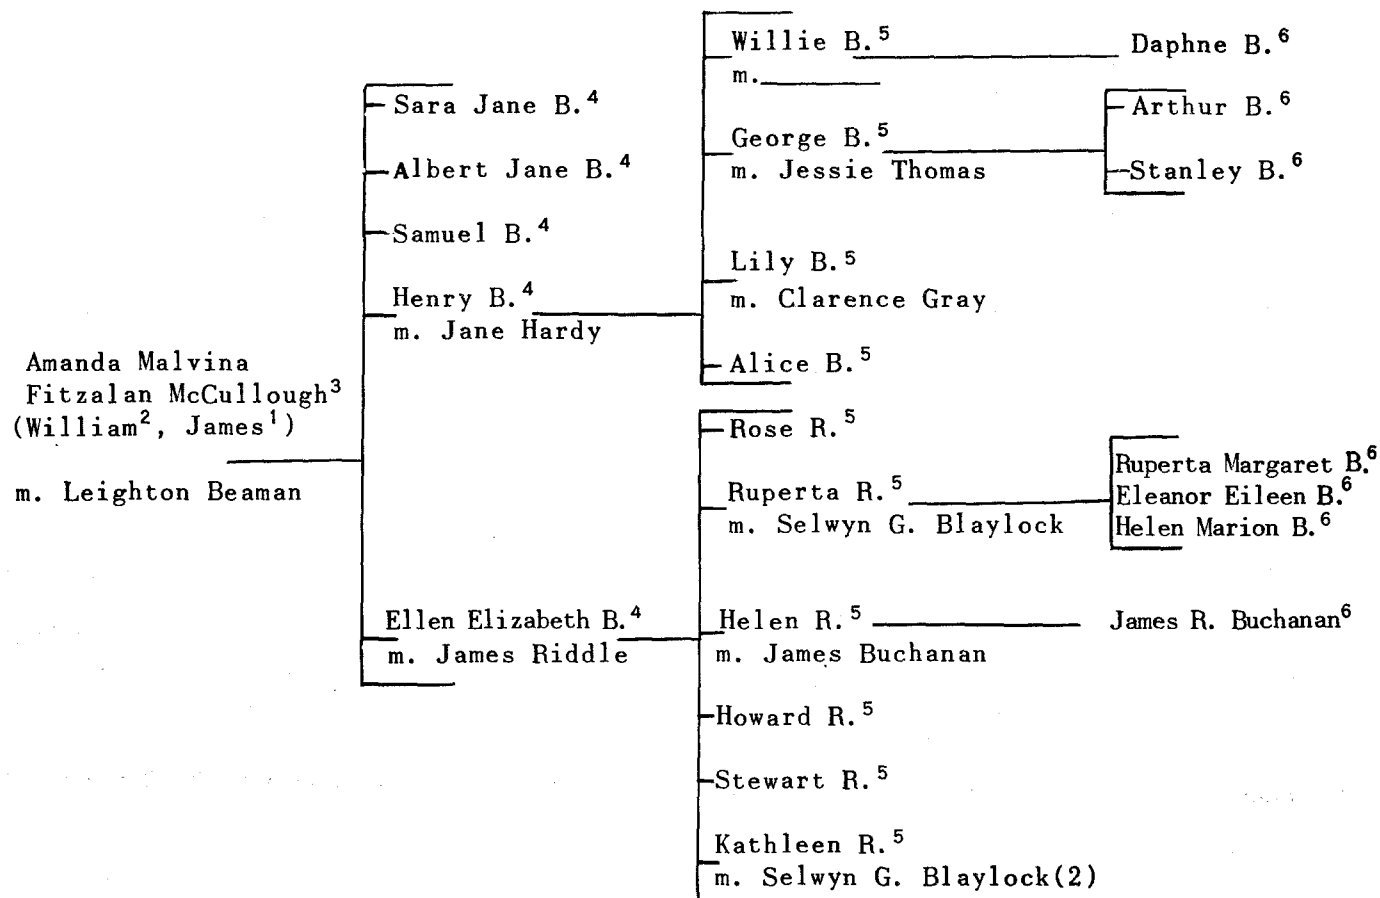 Amanda Malvina
Fitzalan McCullough³
(William², James¹)
m. Leighton Beaman
Sara Jane B.⁴
Albert Jane B.⁴
Samuel B.⁴
Henry B.⁴
m. Jane Hardy
Ellen Elizabeth B.⁴
m. James Riddle
Willie B.⁵
m.________
George B.⁵
m. Jessie Thomas
Lily B.⁵
m. Clarence Gray
Alice B.⁵
Rose R.⁵
Ruperta R.⁵
m. Selwyn G. Blaylock
Helen R.⁵
m. James Buchanan
Howard R.⁵
Stewart R.⁵
Kathleen R.⁵
m. Selwyn G. Blaylock(2)
Daphne B.⁶
Arthur B.⁶
Stanley B.⁶
Ruperta Margaret B.⁶
Eleanor Eileen B.⁶
Helen Marion B.⁶
James R. Buchanan⁶